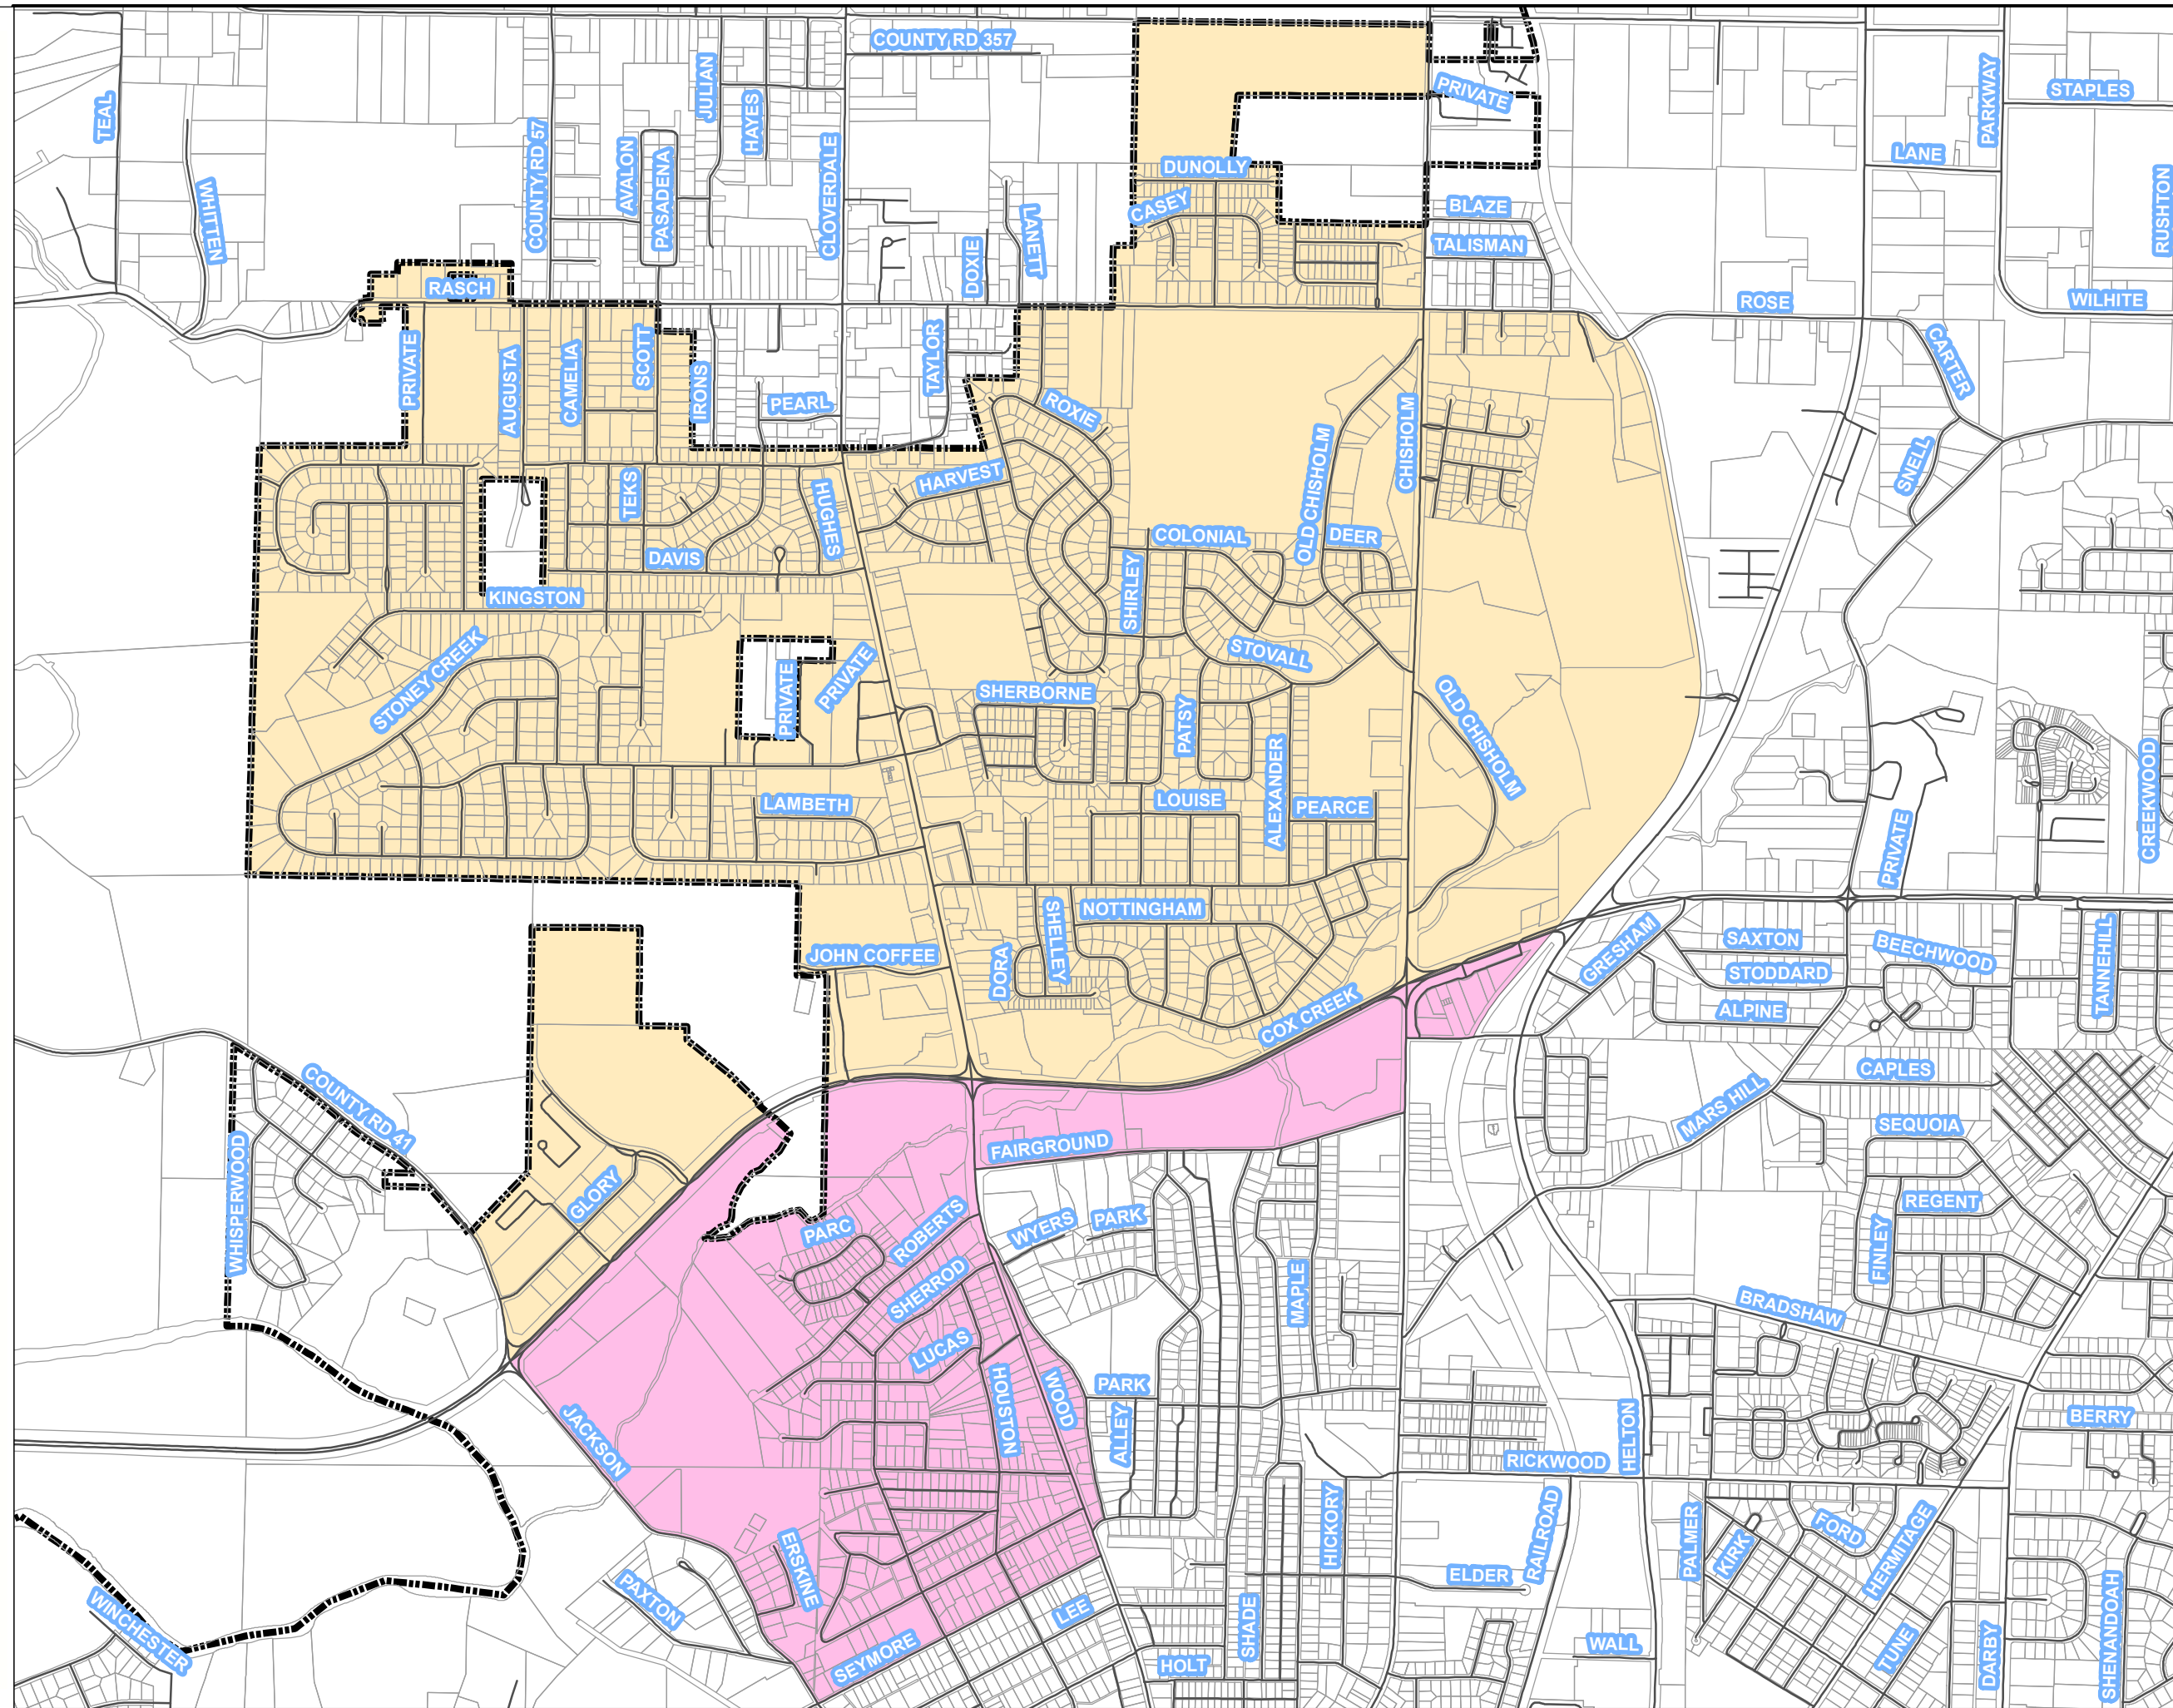 COUNTY RD 357
TEAL
WHITTEN
COUNTY RD 57
AVALON
PASADENA
JULIAN
HAYES
CLOVERDALE
DOXIE
LANETT
DUNOLLY
CASEY
PRIVATE
BLAZE
TALISMAN
PARKWAY
STAPLES
LANE
RUSHTON
ROSE
WILHITE
RASCH
PRIVATE
AUGUSTA
CAMELIA
SCOTT
IRONS
PEARL
TAYLOR
ROXIE
CHISHOLM
OLD CHISHOLM
CARTER
SNELL
HARVEST
TEKS
HUGHES
DAVIS
KINGSTON
COLONIAL
DEER
SHIRLEY
STONEY CREEK
PRIVATE
PRIVATE
SHERBORNE
STOVALL
PATSY
OLD CHISHOLM
ALEXANDER
LAMBETH
LOUISE
PEARCE
CREEKWOOD
PRIVATE
NOTTINGHAM
SHELLEY
DORA
JOHN COFFEE
COX CREEK
GRESHAM
SAXTON
STODDARD
ALPINE
BEECHWOOD
TANNEHILL
CAPLES
MARS HILL
SEQUOIA
REGENT
FINLEY
COUNTY RD 41
WHISPERWOOD
GLORY
FAIRGROUND
PARC
ROBERTS
SHERROD
LUCAS
WYERS
PARK
MAPLE
BRADSHAW
HOUSTON
WOOD
PARK
ALLEY
JACKSON
HELTON
BERRY
RICKWOOD
HICKORY
RAILROAD
PALMER
KIRK
FORD
HERMITAGE
ERSKINE
PAXTON
ELDER
WINCHESTER
SEYMORE
LEE
HOLT
SHADE
WALL
TUNE
DARBY
SHENANDOAH